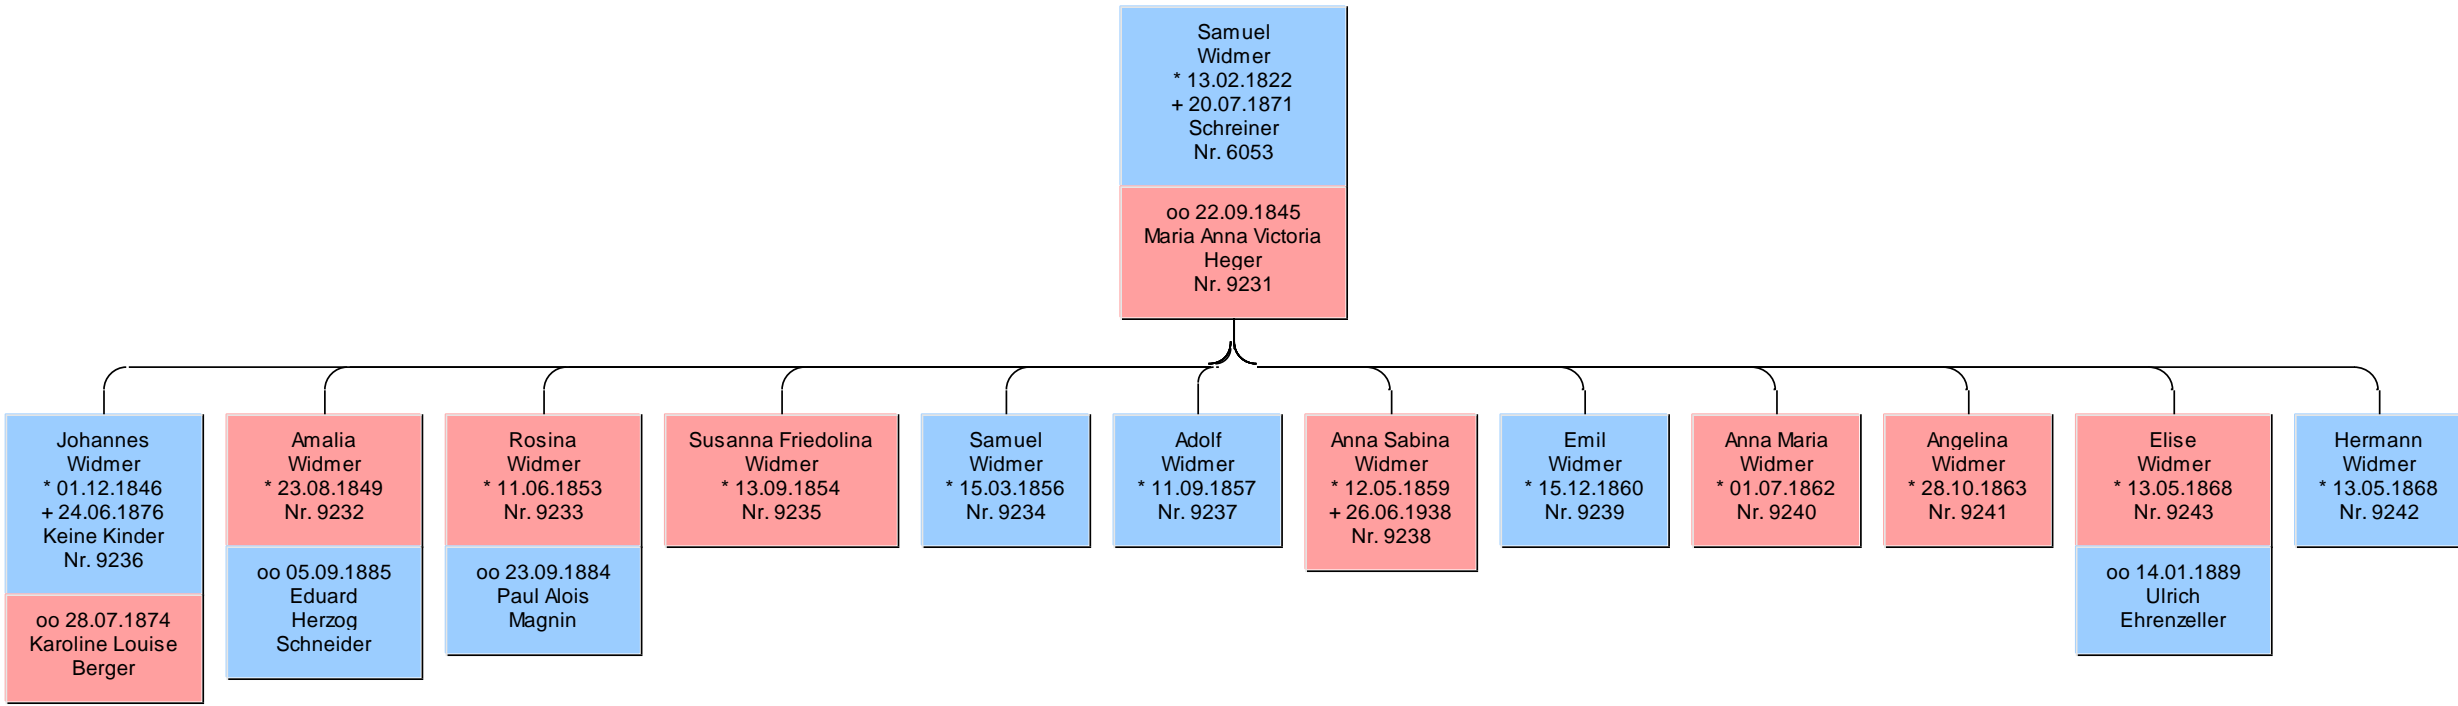 Samuel
Widmer
* 13.02.1822
+ 20.07.1871
Schreiner
Nr. 6053
oo 22.09.1845
Maria Anna Victoria
Heger
Nr. 9231
Johannes
Widmer
* 01.12.1846
+ 24.06.1876
Keine Kinder
Nr. 9236
oo 28.07.1874
Karoline Louise
Berger
Amalia
Widmer
* 23.08.1849
Nr. 9232
oo 05.09.1885
Eduard
Herzog
Schneider
Rosina
Widmer
* 11.06.1853
Nr. 9233
oo 23.09.1884
Paul Alois
Magnin
Susanna Friedolina
Widmer
* 13.09.1854
Nr. 9235
Samuel
Widmer
* 15.03.1856
Nr. 9234
Adolf
Widmer
* 11.09.1857
Nr. 9237
Anna Sabina
Widmer
* 12.05.1859
+ 26.06.1938
Nr. 9238
Emil
Widmer
* 15.12.1860
Nr. 9239
Anna Maria
Widmer
* 01.07.1862
Nr. 9240
Angelina
Widmer
* 28.10.1863
Nr. 9241
Elise
Widmer
* 13.05.1868
Nr. 9243
oo 14.01.1889
Ulrich
Ehrenzeller
Hermann
Widmer
* 13.05.1868
Nr. 9242